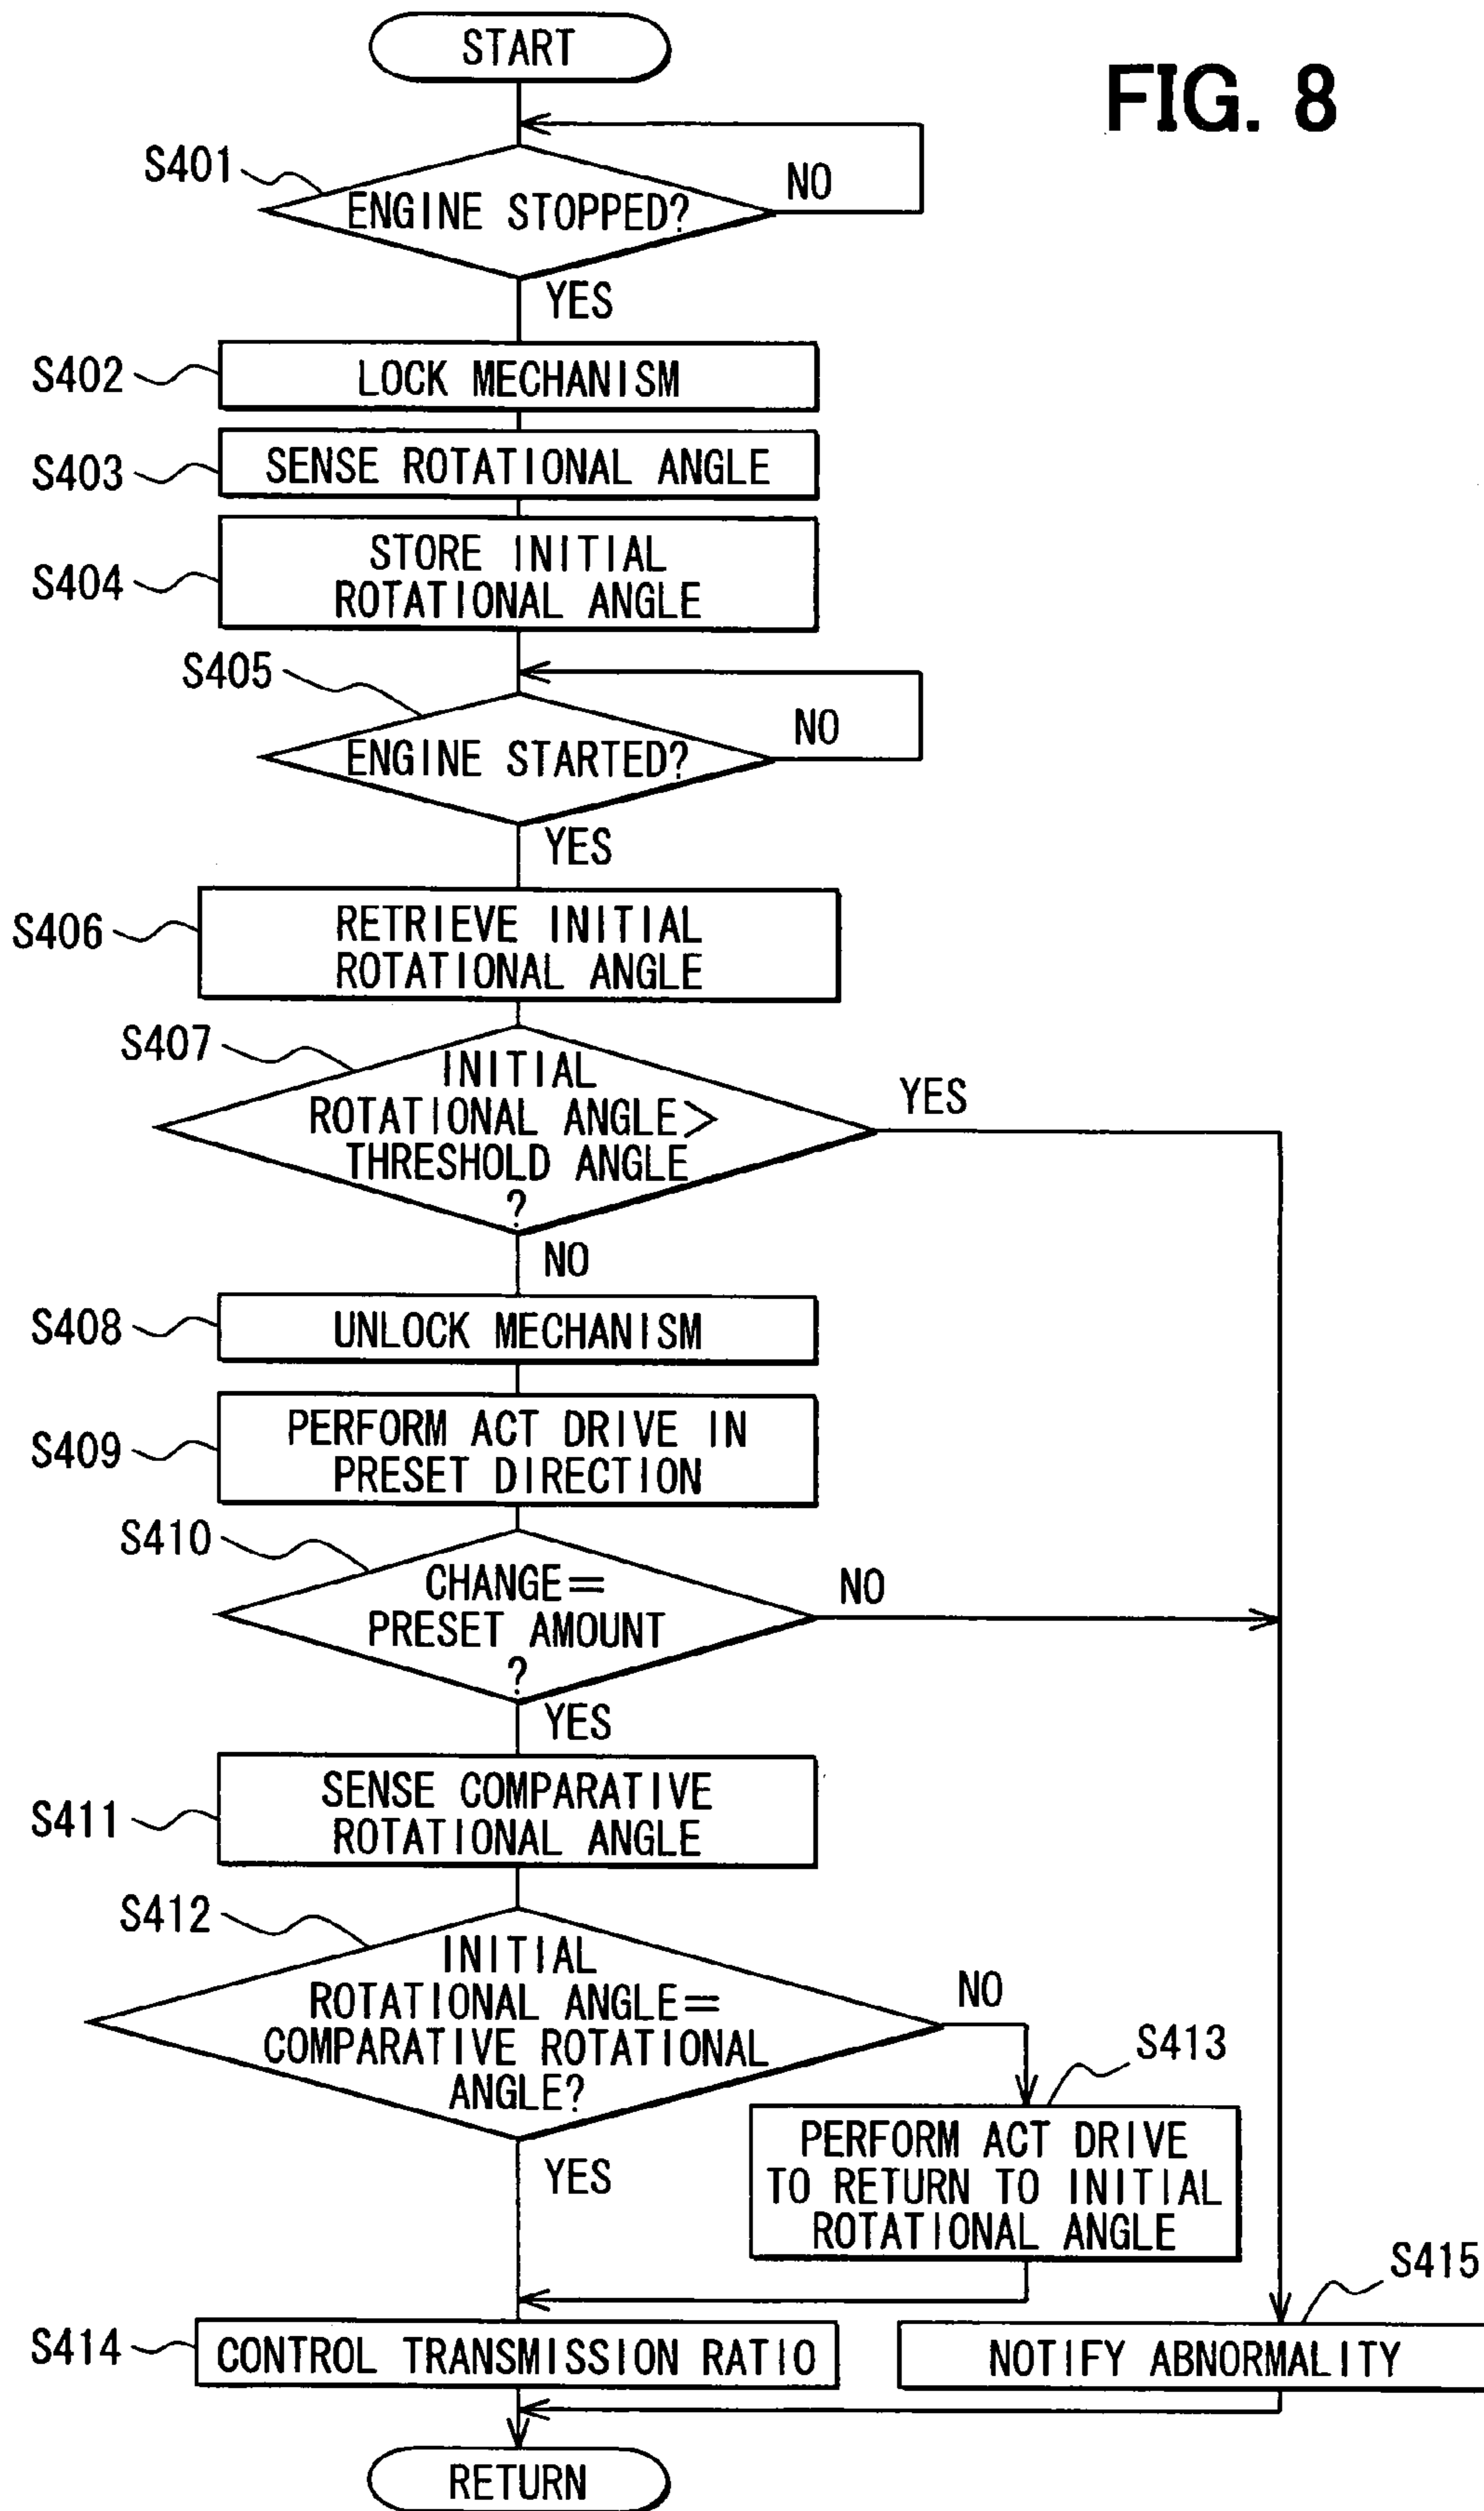 START
FIG. 8
S401
ENGINE STOPPED?
NO
YES
S402
LOCK MECHANISM
S403
SENSE ROTATIONAL ANGLE
S404
STORE INITIAL
ROTATIONAL ANGLE
S405
ENGINE STARTED?
NO
YES
S406
RETRIEVE INITIAL
ROTATIONAL ANGLE
S407
INITIAL
ROTATIONAL ANGLE>
THRESHOLD ANGLE
?
YES
NO
S408
UNLOCK MECHANISM
S409
PERFORM ACT DRIVE IN
PRESET DIRECTION
S410
CHANGE=
PRESET AMOUNT
?
NO
YES
S411
SENSE COMPARATIVE
ROTATIONAL ANGLE
S412
INITIAL
ROTATIONAL ANGLE=
COMPARATIVE ROTATIONAL
ANGLE?
NO
YES
S413
PERFORM ACT DRIVE
TO RETURN TO INITIAL
ROTATIONAL ANGLE
S414
CONTROL TRANSMISSION RATIO
S415
NOTIFY ABNORMALITY
RETURN